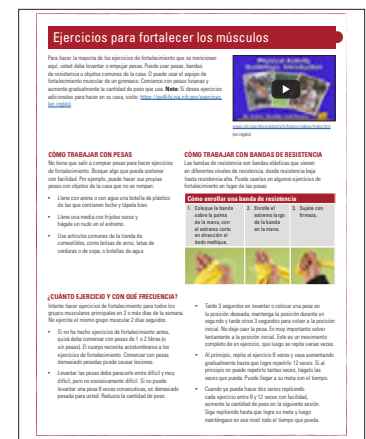 Ejercicios para fortalecer los músculos
Para hacer la mayoría de los ejercicios de fortalecimiento que se mencionan
aquí, usted debe levantar o empujar pesas. Puede usar pesas, bandas
de resistencia u objetos comunes de la casa. O puede usar el equipo de
fortalecimiento muscular de un gimnasio. Comience con pesos livianos y
aumente gradualmente la cantidad de peso que usa. Nota: Si desea ejercicios
adicionales para hacer en su casa, visite: https://go4life.nia.nih.gov/exercises
(en inglés)
Physical Activity
Guidelines: Introduction
(en inglés)
CÓMO TRABAJAR CON PESAS
No tiene que salir a comprar pesas para hacer ejercicios
de fortalecimiento. Busque algo que pueda sostener
con facilidad. Por ejemplo, puede hacer sus propias
pesas con objetos de la casa que no se rompan:
• Llene con arena o con agua una botella de plástico
de las que contienen leche y tápela bien.
• Llene una media con frijoles secos y
hágale un nudo en el extremo.
• Use artículos comunes de la tienda de
comestibles, como bolsas de arroz, latas de
verduras o de sopa, o botellas de agua
CÓMO TRABAJAR CON BANDAS DE RESISTENCIA
Las bandas de resistencia son bandas elásticas que vienen
en diferentes niveles de resistencia, desde resistencia baja
hasta resistencia alta. Puede usarlas en algunos ejercicios de
fortalecimiento en lugar de las pesas.
Cómo enrollar una banda de resistencia
1. Coloque la banda
sobre la palma
de la mano, con
el extremo corto
en dirección al
dedo meñique.
2. Enrolle el
extremo largo
de la banda
en la mano.
3. Sujete con
firmeza.
¿CUÁNTO EJERCICIO Y CON QUÉ FRECUENCIA?
Intente hacer ejercicios de fortalecimiento para todos los
grupos musculares principales en 2 o más días de la semana.
No ejercite el mismo grupo muscular 2 días seguidos.
• Si no ha hecho ejercicios de fortalecimiento antes,
quizá deba comenzar con pesas de 1 o 2 libras (o
sin pesas). El cuerpo necesita acostumbrarse a los
ejercicios de fortalecimiento. Comenzar con pesas
demasiado pesadas puede causar lesiones.
• Levantar las pesas debe parecerle entre difícil y muy
difícil, pero no excesivamente difícil. Si no puede
levantar una pesa 8 veces consecutivas, es demasiado
pesada para usted. Reduzca la cantidad de peso.
• Tarde 3 segundos en levantar o colocar una pesa en
la posición deseada, mantenga la posición durante un
segundo y tarde otros 3 segundos para volver a la posición
inicial. No deje caer la pesa. Es muy importante volver
lentamente a la posición inicial. Este es un movimiento
completo de un ejercicio, que luego se repite varias veces.
• Al principio, repita el ejercicio 8 veces y vaya aumentando
gradualmente hasta que logre repetirlo 12 veces. Si al
principio no puede repetirlo tantas veces, hágalo las
veces que pueda. Puede llegar a su meta con el tiempo.
• Cuando ya pueda hacer dos series repitiendo
cada ejercicio entre 8 y 12 veces con facilidad,
aumente la cantidad de peso en la siguiente sesión.
Siga repitiendo hasta que logre su meta y luego
manténgase en ese nivel todo el tiempo que pueda.